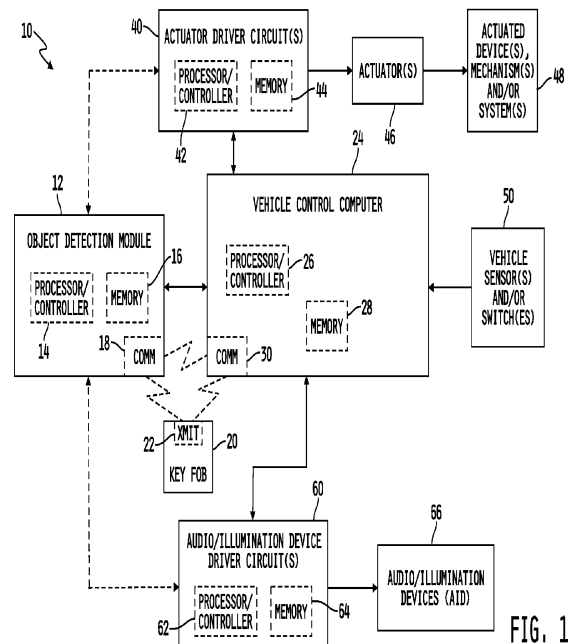 10
40
ACTUATOR DRIVER CIRCUIT(S)
PROCESSOR/
CONTROLLER
MEMORY
42
44
ACTUATOR(S)
46
ACTUATED
DEVICE(S),
MECHANISM(S)
AND/OR
SYSTEM(S)
48
12
OBJECT DETECTION MODULE
PROCESSOR/
CONTROLLER
14
MEMORY
16
18
COMM
24
VEHICLE CONTROL COMPUTER
PROCESSOR/
CONTROLLER
26
MEMORY
28
COMM
30
50
VEHICLE
SENSOR(S)
AND/OR
SWITCH(ES)
22
XMIT
20
KEY FOB
60
AUDIO/ILLUMINATION DEVICE
DRIVER CIRCUIT(S)
PROCESSOR/
CONTROLLER
62
MEMORY
64
66
AUDIO/ILLUMINATION
DEVICES (AID)
FIG. 1